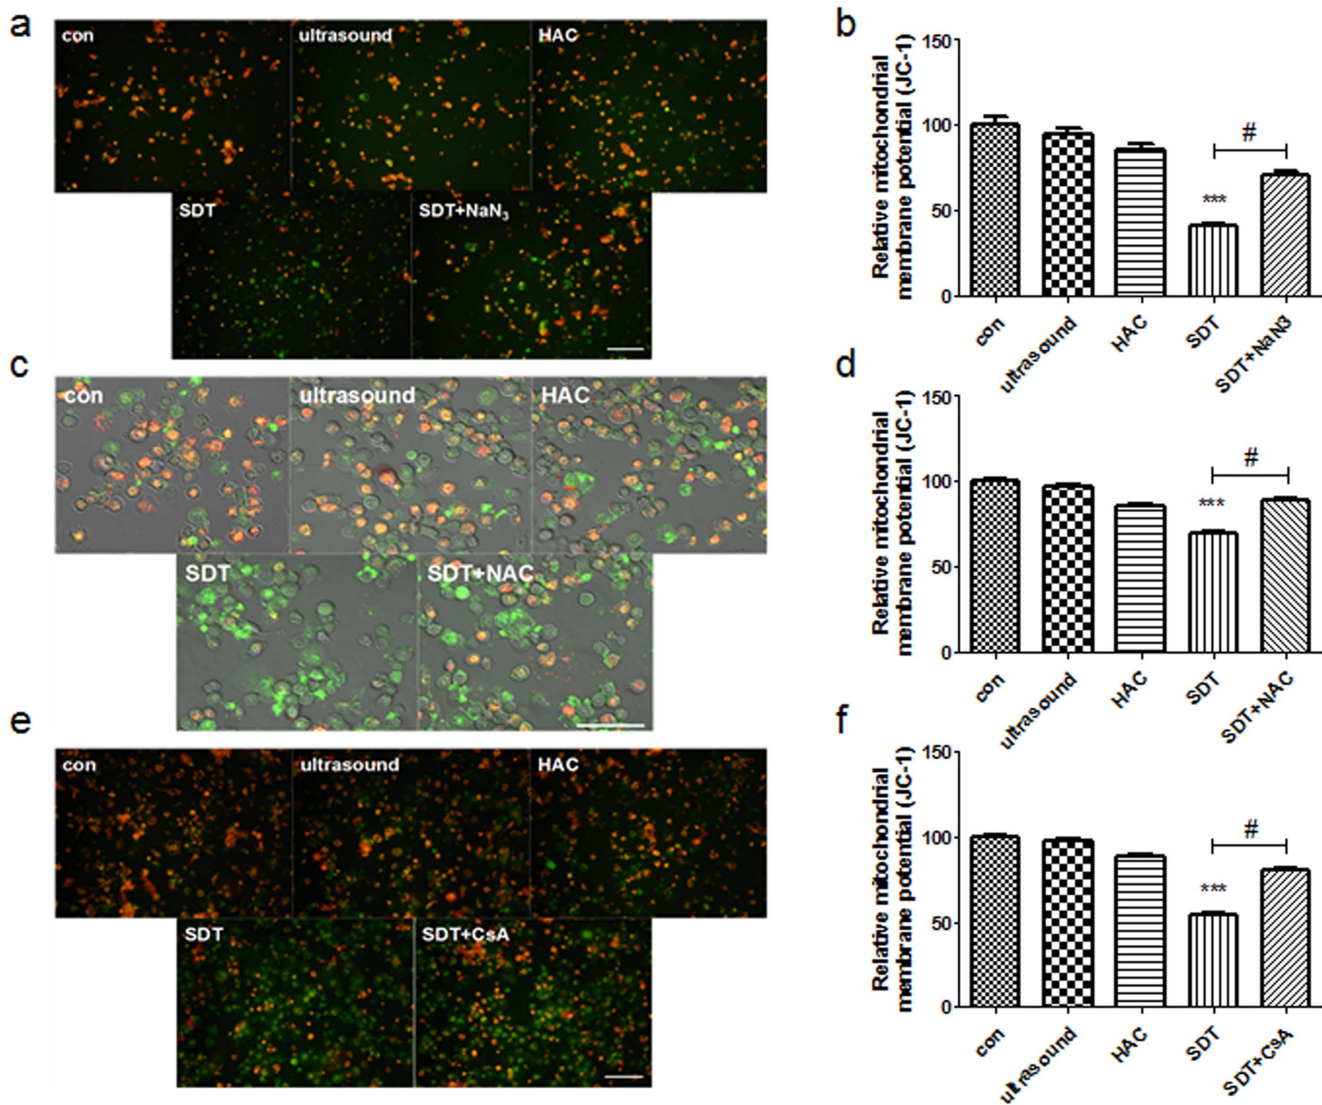 a
con
ultrasound
HAC
SDT
SDT+NaN₃
b
Relative mitochondrial
membrane potential (JC-1)
150
100
50
0
***
#
con
ultrasound
HAC
SDT
SDT+NaN3
c
con
ultrasound
HAC
SDT
SDT+NAC
d
Relative mitochondrial
membrane potential (JC-1)
150
100
50
0
***
#
con
ultrasound
HAC
SDT
SDT+NAC
e
con
ultrasound
HAC
SDT
SDT+CsA
f
Relative mitochondrial
membrane potential (JC-1)
150
100
50
0
***
#
con
ultrasound
HAC
SDT
SDT+CsA